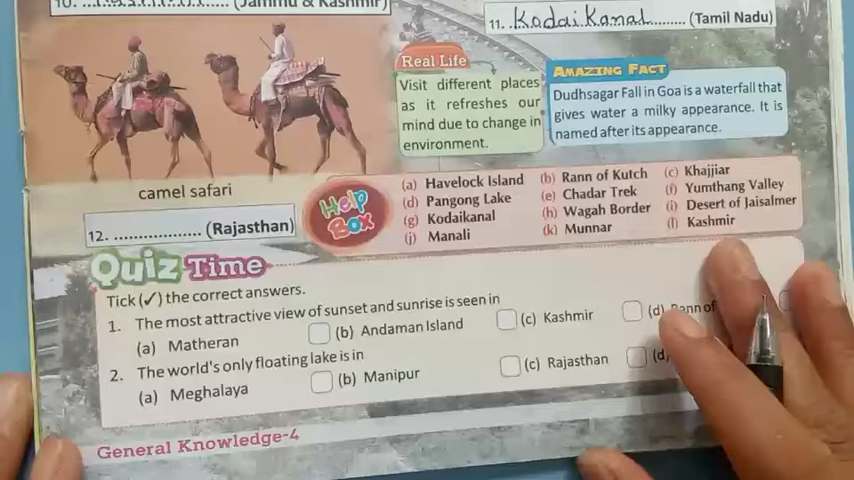 10. (Jammu & Kashmir)
11. Kodai Kanal (Tamil Nadu)
Real Life
Visit different places
as it refreshes our
mind due to change in
environment.
AMAZING FACT
Dudhsagar Fall in Goa is a waterfall that
gives water a milky appearance. It is
named after its appearance.
camel safari
12. .................. (Rajasthan)
Help Box
(a) Havelock Island (b) Rann of Kutch (c) Khajjiar
(d) Pangong Lake (e) Chadar Trek (f) Yumthang Valley
(g) Kodaikanal (h) Wagah Border (i) Desert of Jaisalmer
(j) Manali (k) Munnar (l) Kashmir
Quiz Time
Tick (✓) the correct answers.
1. The most attractive view of sunset and sunrise is seen in
(a) Matheran (b) Andaman Island (c) Kashmir (d) Rann of
2. The world's only floating lake is in
(a) Meghalaya (b) Manipur (c) Rajasthan (d)
General Knowledge-4